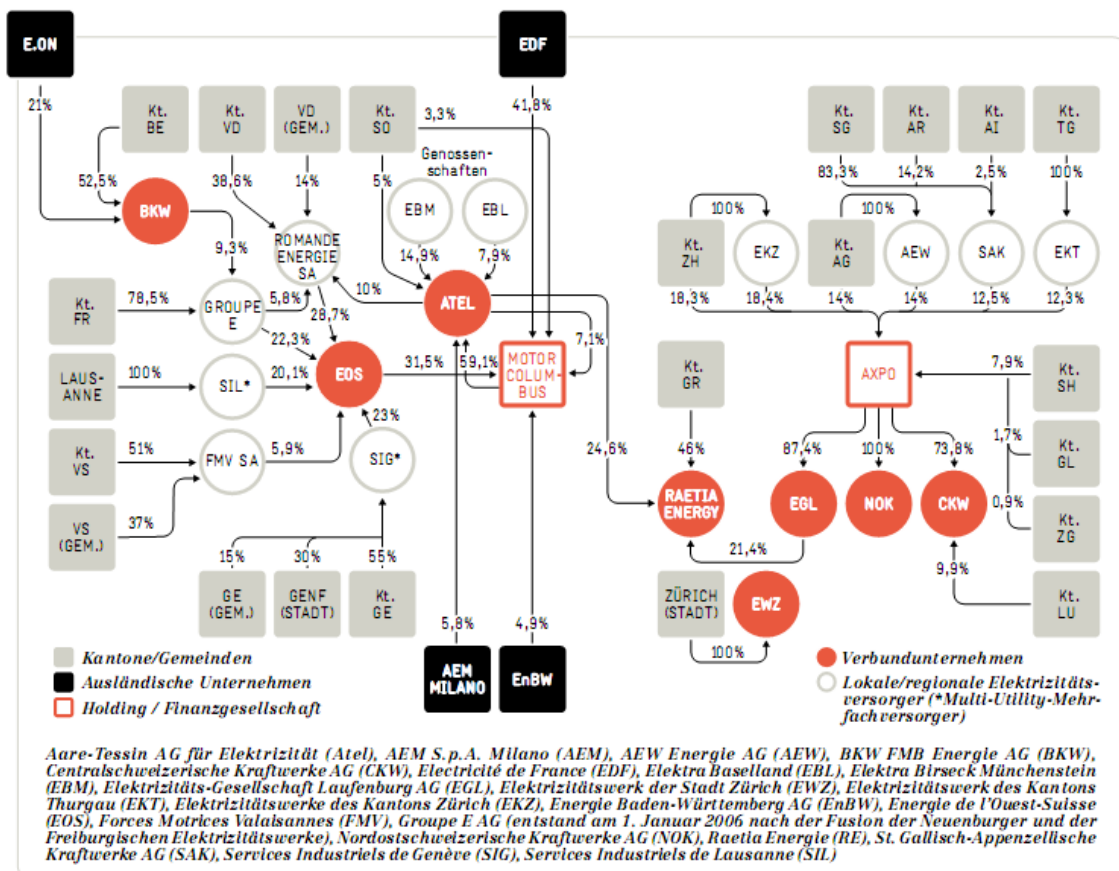 E.ON
EDF
21%
41,8%
Kt.
BE
Kt.
VD
VD
(GEM.)
Kt.
SO
3,3%
Kt.
SG
Kt.
AR
Kt.
AI
Kt.
TG
Genossen-
schaften
52,5%
38,6%
14%
5%
83,3%
14,2%
2,5%
100%
BKW
EBM
EBL
100%
100%
9,3%
ROMANDE
ENERGIE
SA
14,9%
7,9%
Kt.
ZH
EKZ
Kt.
AG
AEW
SAK
EKT
Kt.
FR
78,5%
GROUPE
E
5,8%
10%
ATEL
18,3%
18,4%
14%
14%
12,5%
12,3%
28,7%
22,3%
7,1%
LAUS-
ANNE
100%
SIL*
20,1%
EOS
31,5%
59,1%
MOTOR
COLUM-
BUS
Kt.
GR
AXPO
7,9%
Kt.
SH
23%
Kt.
VS
51%
FMV SA
5,9%
SIG*
24,6%
46%
87,4%
100%
73,8%
1,7%
Kt.
GL
RAETIA
ENERGY
EGL
NOK
CKW
0,9%
Kt.
ZG
VS
(GEM.)
37%
21,4%
15%
30%
55%
9,9%
GE
(GEM.)
GENF
(STADT)
Kt.
GE
ZÜRICH
(STADT)
EWZ
Kt.
LU
5,8%
4,9%
100%
AEM
MILANO
EnBW
Kantone/Gemeinden
Ausländische Unternehmen
Holding / Finanzgesellschaft
Verbundunternehmen
Lokale/regionale Elektrizitäts-
versorger (*Multi-Utility-Mehr-
fachversorger)
Aare-Tessin AG für Elektrizität (Atel), AEM S.p.A. Milano (AEM), AEW Energie AG (AEW), BKW FMB Energie AG (BKW),
Centralschweizerische Kraftwerke AG (CKW), Electricité de France (EDF), Elektra Baselland (EBL), Elektra Birseck Münchenstein
(EBM), Elektrizitäts-Gesellschaft Laufenburg AG (EGL), Elektrizitätswerk der Stadt Zürich (EWZ), Elektrizitätswerk des Kantons
Thurgau (EKT), Elektrizitätswerke des Kantons Zürich (EKZ), Energie Baden-Württemberg AG (EnBW), Energie de l'Ouest-Suisse
(EOS), Forces Motrices Valaisannes (FMV), Groupe E AG (entstand am 1. Januar 2006 nach der Fusion der Neuenburger und der
Freiburgischen Elektrizitätswerke), Nordostschweizerische Kraftwerke AG (NOK), Raetia Energie (RE), St. Gallisch-Appenzellische
Kraftwerke AG (SAK), Services Industriels de Genève (SIG), Services Industriels de Lausanne (SIL)